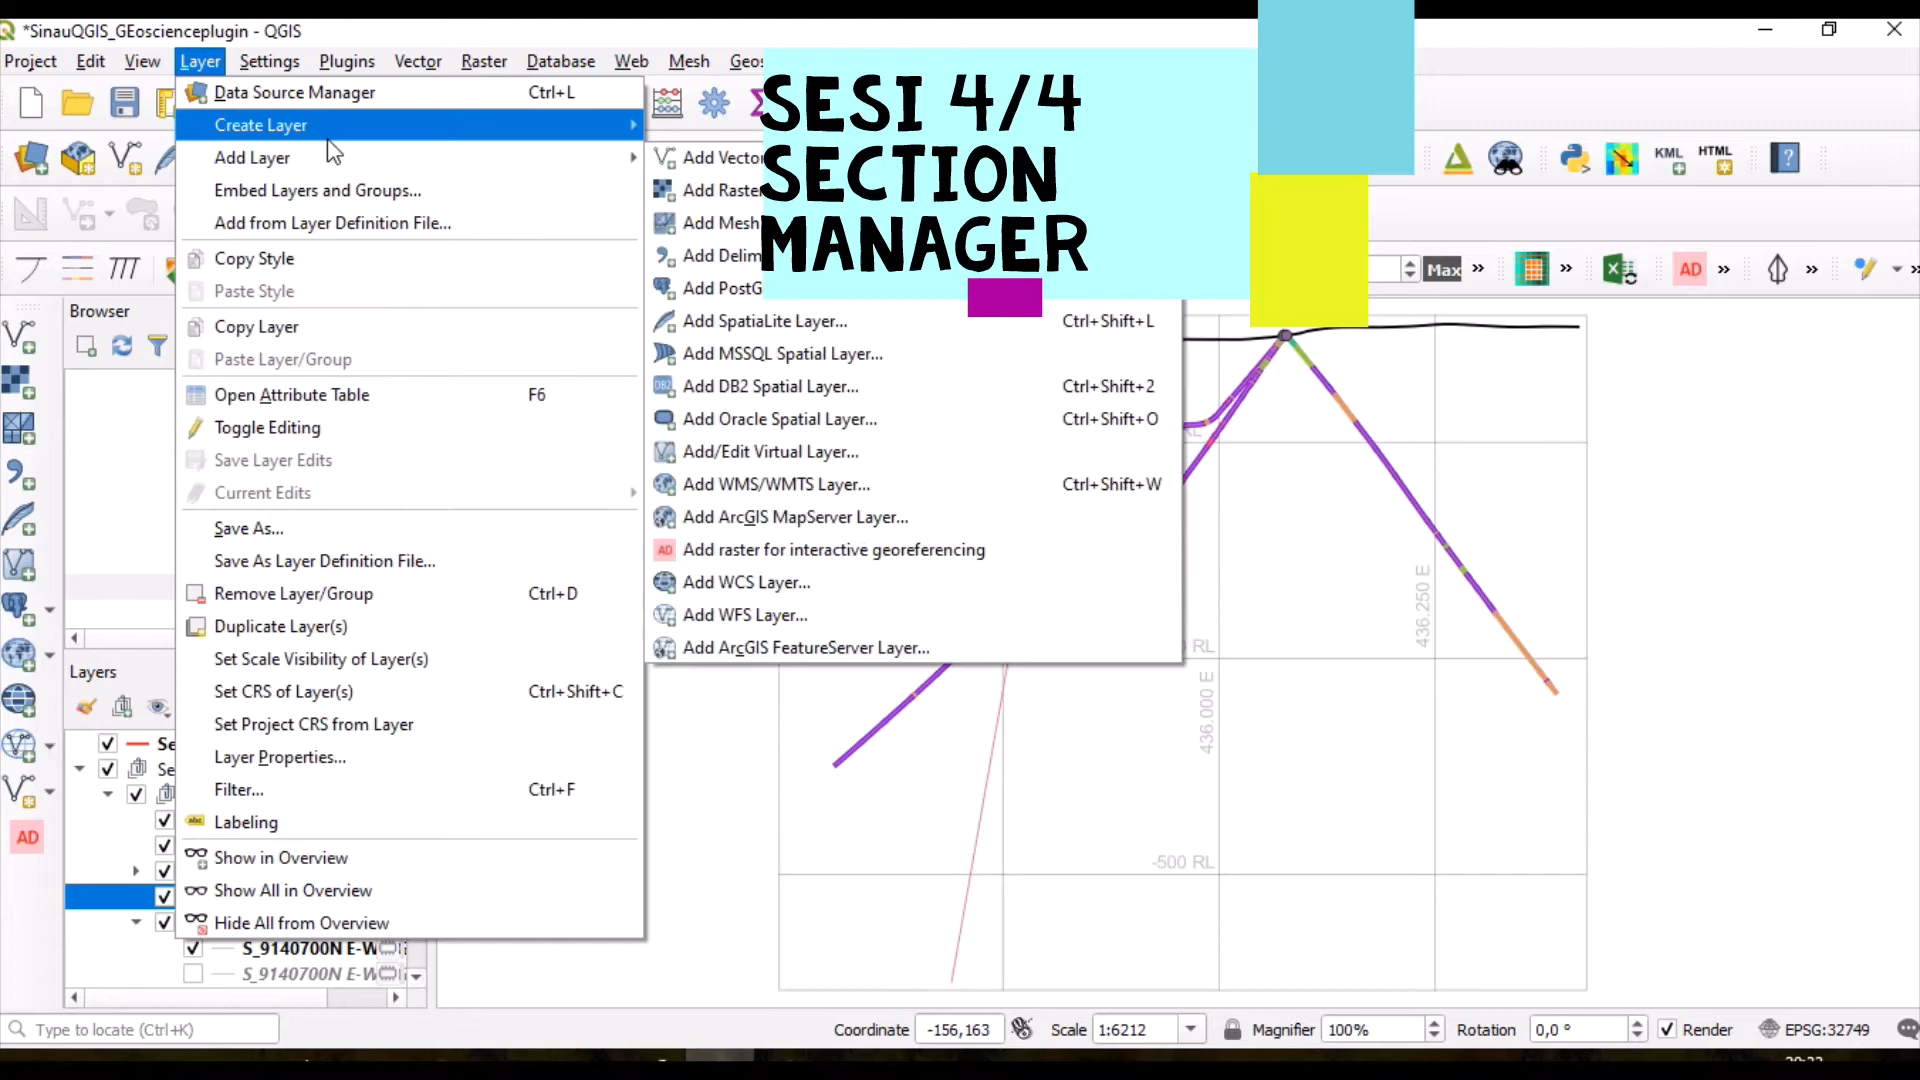 *SinauQGIS_GEoscienceplugin - QGIS
Project Edit View Layer Settings Plugins Vector Raster Database Web Mesh
SESI 4/4
SECTION
MANAGER
Data Source Manager Ctrl+L
Create Layer
Add Layer
Embed Layers and Groups...
Add from Layer Definition File...
Copy Style
Paste Style
Copy Layer
Paste Layer/Group
Open Attribute Table F6
Toggle Editing
Save Layer Edits
Current Edits
Save As...
Save As Layer Definition File...
Remove Layer/Group Ctrl+D
Duplicate Layer(s)
Set Scale Visibility of Layer(s)
Set CRS of Layer(s) Ctrl+Shift+C
Set Project CRS from Layer
Layer Properties...
Filter... Ctrl+F
abc Labeling
Show in Overview
Show All in Overview
Hide All from Overview
Add
Add
Add Mesh
Add
Add
Add SpatiaLite Layer... Ctrl+Shift+L
Add MSSQL Spatial Layer...
DB2 Add DB2 Spatial Layer... Ctrl+Shift+2
Add Oracle Spatial Layer... Ctrl+Shift+O
Add/Edit Virtual Layer...
Add WMS/WMTS Layer... Ctrl+Shift+W
Add ArcGIS MapServer Layer...
AD Add raster for interactive georeferencing
Add WCS Layer...
Add WFS Layer...
Add ArcGIS FeatureServer Layer...
KML HTML
Max AD
Browser
Layers
AD
S_9140700N E-W
S_9140700N E-W
RL
436.250 E
436.000 E
-500 RL
Type to locate (Ctrl+K) Coordinate -156,163 Scale 1:6212 Magnifier 100% Rotation 0,0 ° Render EPSG:32749